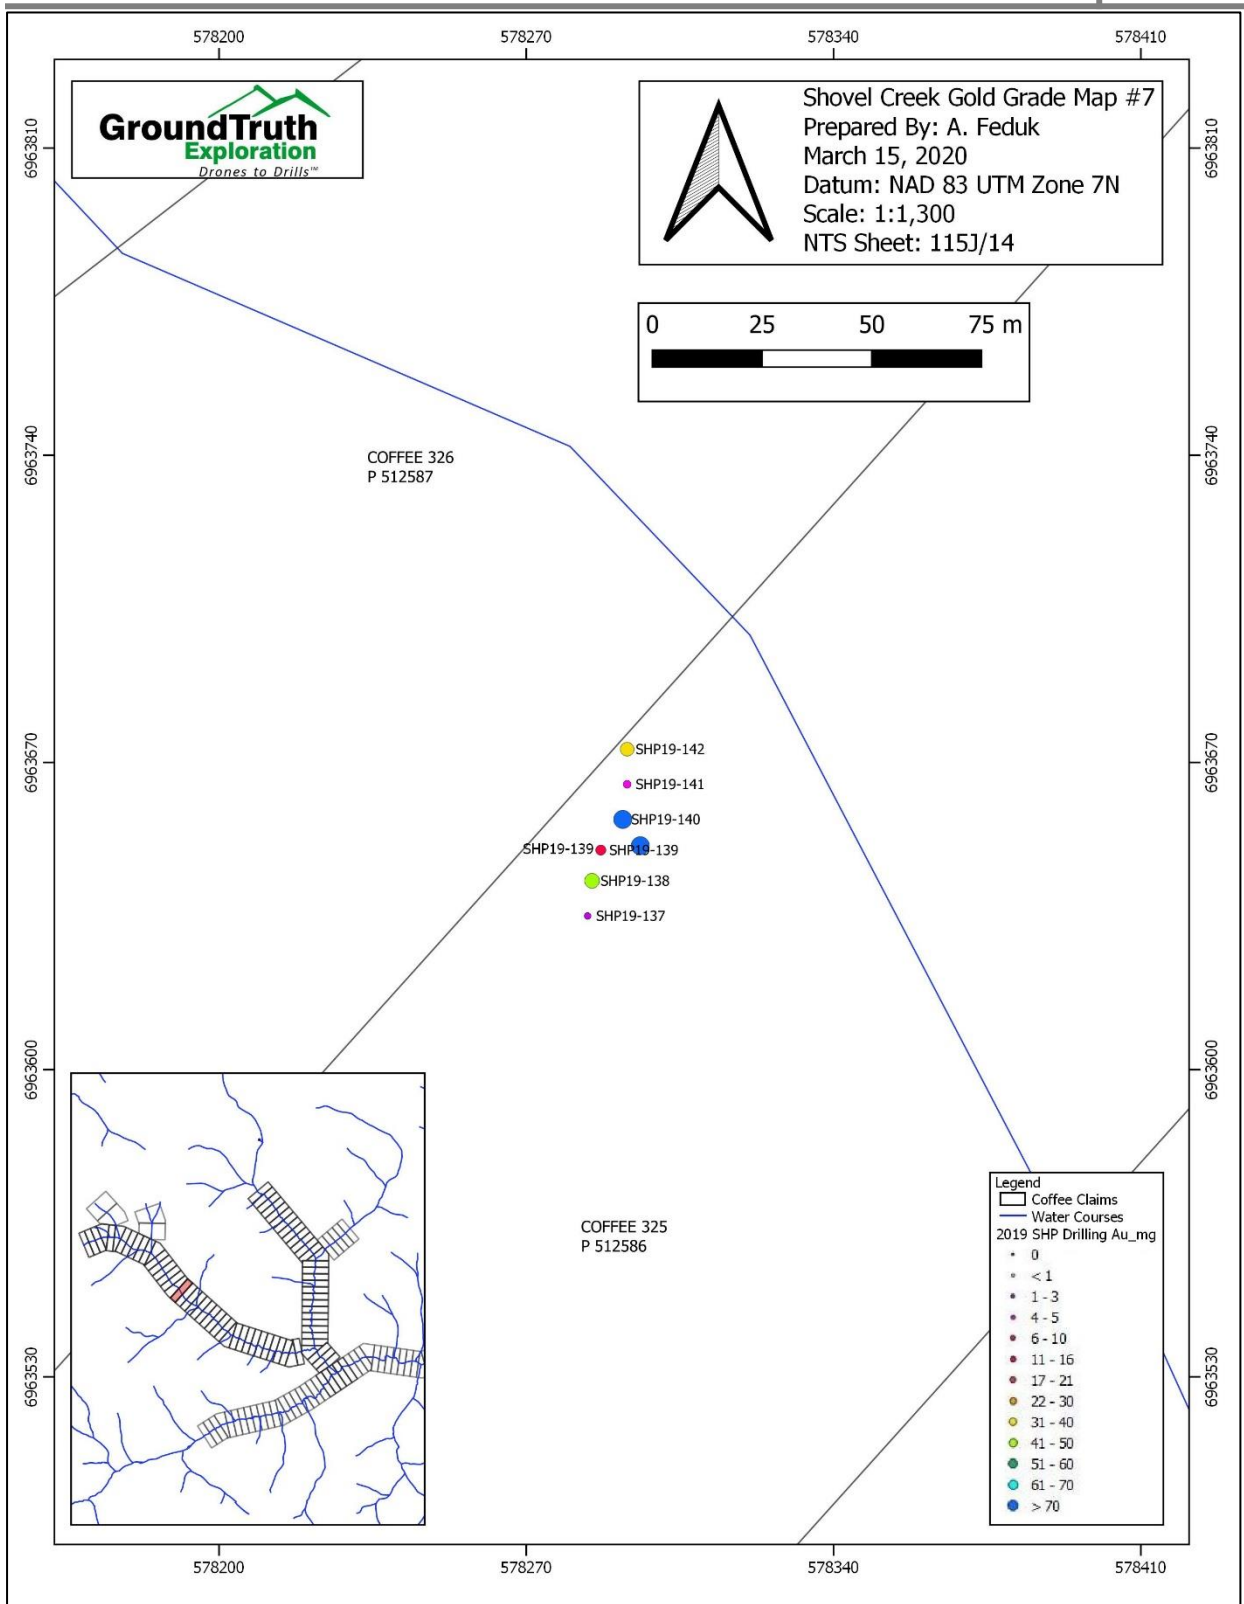 578200
578270
578340
578410
GroundTruth
Exploration
Drones to Drills™
Shovel Creek Gold Grade Map #7
Prepared By: A. Feduk
March 15, 2020
Datum: NAD 83 UTM Zone 7N
Scale: 1:1,300
NTS Sheet: 115J/14
6963810
6963810
0 25 50 75 m
6963740
COFFEE 326
P 512587
6963740
6963670
SHP19-142
6963670
SHP19-141
SHP19-140
SHP19-139
SHP19-139
SHP19-138
SHP19-137
6963600
6963600
COFFEE 325
P 512586
Legend
Coffee Claims
Water Courses
2019 SHP Drilling Au_mg
0
< 1
1 - 3
4 - 5
6 - 10
11 - 16
17 - 21
22 - 30
31 - 40
41 - 50
51 - 60
61 - 70
> 70
6963530
6963530
578200
578270
578340
578410